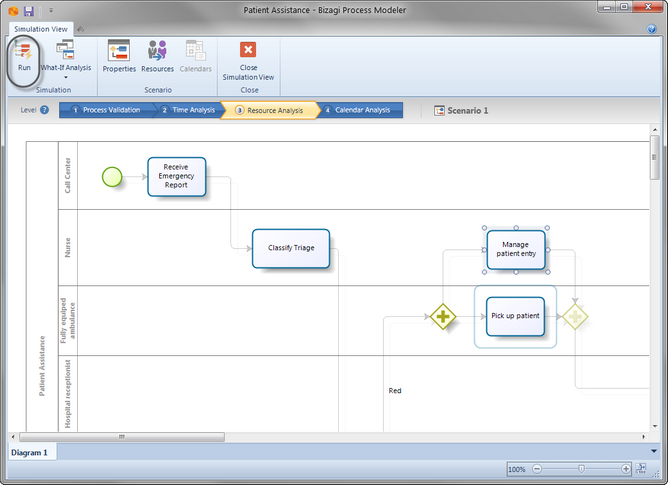 Patient Assistance - Bizagi Process Modeler
Simulation View
Run
What-If Analysis
Properties
Resources
Calendars
Close
Simulation View
Simulation
Scenario
Close
Level ?
1 Process Validation
2 Time Analysis
3 Resource Analysis
4 Calendar Analysis
Scenario 1
Patient Assistance
Call Center
Receive
Emergency
Report
Nurse
Classify Triage
Manage
patient entry
Fully equiped
ambulance
Pick up patient
Hospital receptionist
Red
Diagram 1
100%